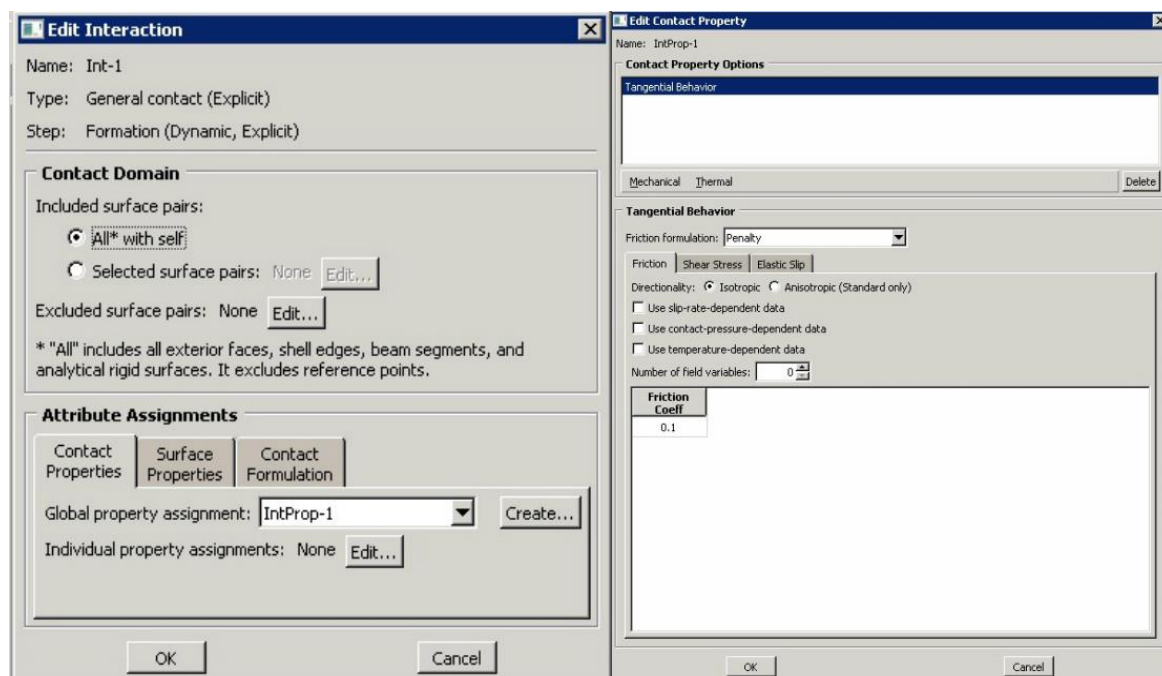 Edit Interaction
Name: Int-1
Type: General contact (Explicit)
Step: Formation (Dynamic, Explicit)
Contact Domain
Included surface pairs:
All* with self
Selected surface pairs: None Edit...
Excluded surface pairs: None Edit...
* "All" includes all exterior faces, shell edges, beam segments, and
analytical rigid surfaces. It excludes reference points.
Attribute Assignments
Contact Properties
Surface Properties
Contact Formulation
Global property assignment: IntProp-1 Create...
Individual property assignments: None Edit...
OK Cancel
Edit Contact Property
Name: IntProp-1
Contact Property Options
Tangential Behavior
Mechanical Thermal Delete
Tangential Behavior
Friction formulation: Penalty
Friction Shear Stress Elastic Slip
Directionality: Isotropic Anisotropic (Standard only)
Use slip-rate-dependent data
Use contact-pressure-dependent data
Use temperature-dependent data
Number of field variables: 0
Friction
Coeff
0.1
OK Cancel